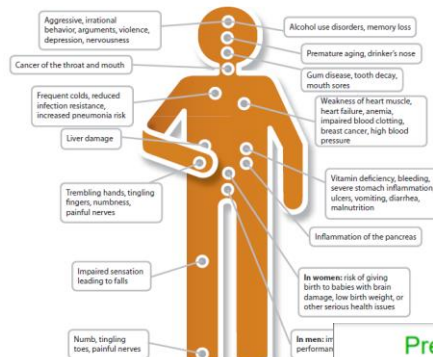 Aggressive, irrational
behavior, arguments, violence,
depression, nervousness
Alcohol use disorders, memory loss
Premature aging, drinker's nose
Cancer of the throat and mouth
Gum disease, tooth decay,
mouth sores
Frequent colds, reduced
infection resistance,
increased pneumonia risk
Weakness of heart muscle,
heart failure, anemia,
impaired blood clotting,
breast cancer, high blood
pressure
Liver damage
Trembling hands, tingling
fingers, numbness,
painful nerves
Vitamin deficiency, bleeding,
severe stomach inflammation,
ulcers, vomiting, diarrhea,
malnutrition
Inflammation of the pancreas
Impaired sensation
leading to falls
In women: risk of giving
birth to babies with brain
damage, low birth weight, or
other serious health issues
Numb, tingling
toes, painful nerves
In men: